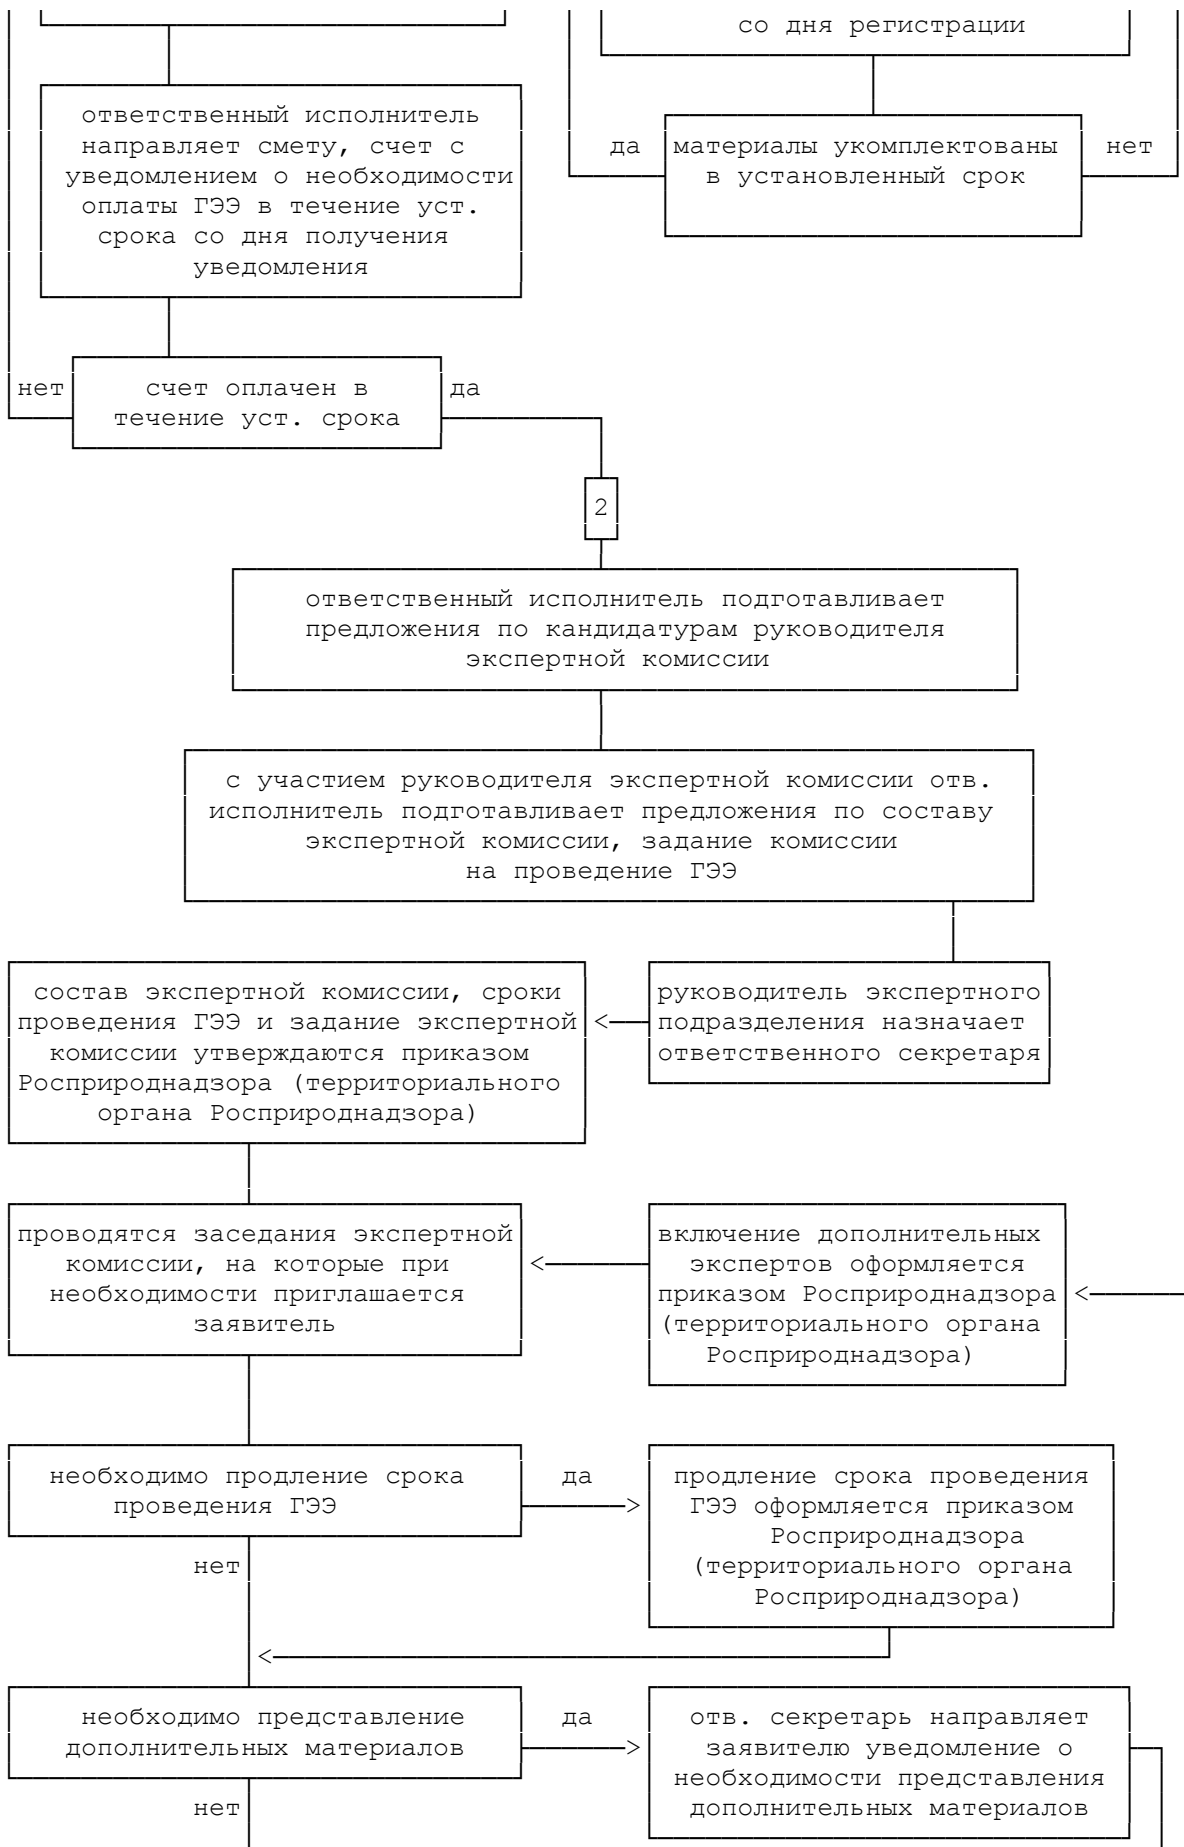 со дня регистрации
ответственный исполнитель
направляет смету, счет с
уведомлением о необходимости
оплаты ГЭЭ в течение уст.
срока со дня получения
уведомления
да
материалы укомплектованы
в установленный срок
нет
нет
счет оплачен в
течение уст. срока
да
2
ответственный исполнитель подготавливает
предложения по кандидатурам руководителя
экспертной комиссии
с участием руководителя экспертной комиссии отв.
исполнитель подготавливает предложения по составу
экспертной комиссии, задание комиссии
на проведение ГЭЭ
состав экспертной комиссии, сроки
проведения ГЭЭ и задание экспертной
комиссии утверждаются приказом
Росприроднадзора (территориального
органа Росприроднадзора)
<
руководитель экспертного
подразделения назначает
ответственного секретаря
проводятся заседания экспертной
комиссии, на которые при
необходимости приглашается
заявитель
<
включение дополнительных
экспертов оформляется
приказом Росприроднадзора
(территориального органа
Росприроднадзора)
<
необходимо продление срока
проведения ГЭЭ
да
>
продление срока проведения
ГЭЭ оформляется приказом
Росприроднадзора
(территориального органа
Росприроднадзора)
нет
<
необходимо представление
дополнительных материалов
да
>
отв. секретарь направляет
заявителю уведомление о
необходимости представления
дополнительных материалов
нет